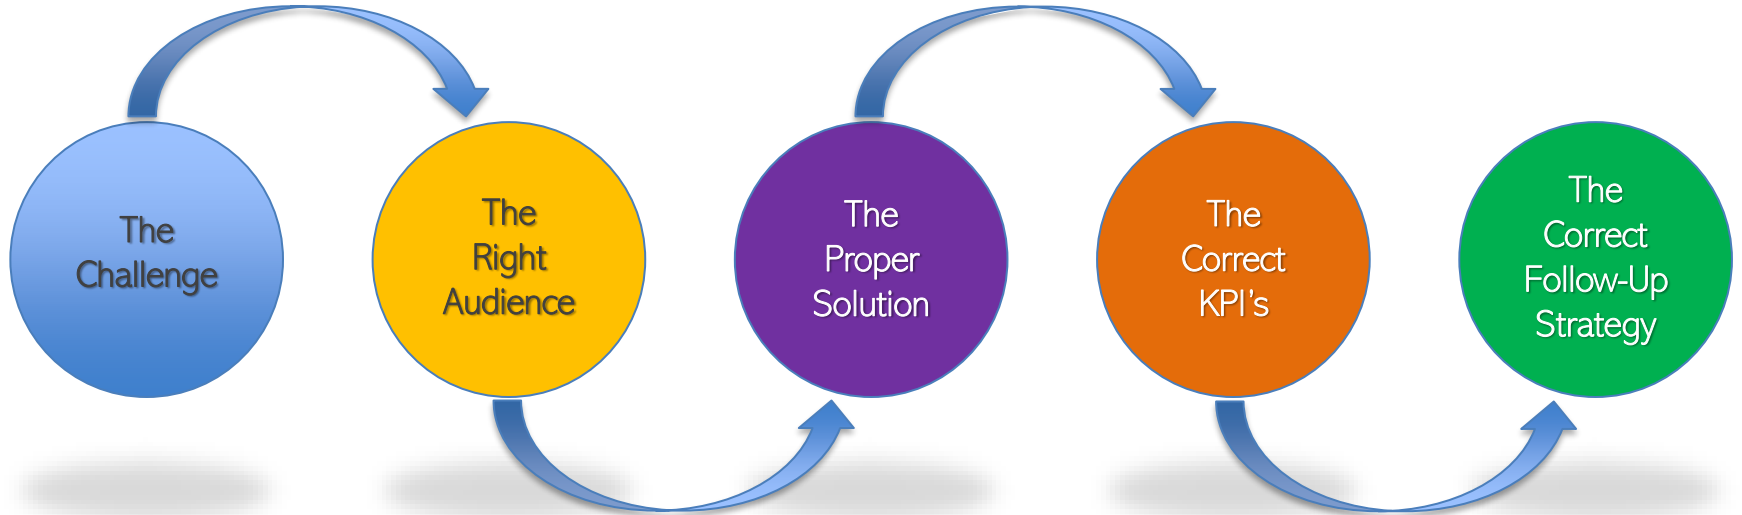 The
Challenge
The
Right
Audience
The
Proper
Solution
The
Correct
KPI's
The
Correct
Follow-Up
Strategy